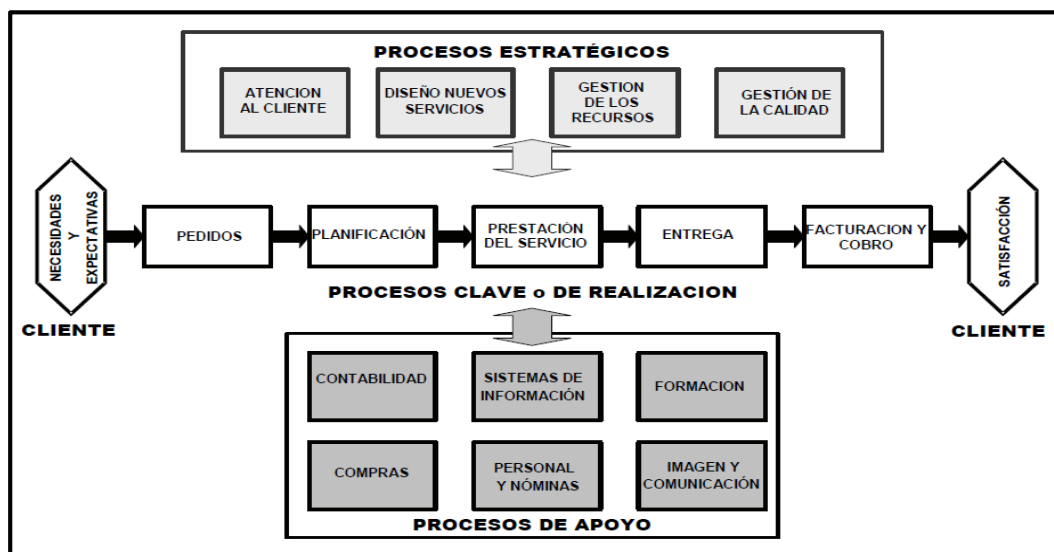 PROCESOS ESTRATÉGICOS
ATENCION
AL CLIENTE
DISEÑO NUEVOS
SERVICIOS
GESTION
DE LOS
RECURSOS
GESTIÓN DE
LA CALIDAD
NECESIDADES
Y
EXPECTATIVAS
CLIENTE
PEDIDOS
PLANIFICACIÓN
PRESTACIÓN
DEL SERVICIO
ENTREGA
FACTURACION Y
COBRO
SATISFACCIÓN
CLIENTE
PROCESOS CLAVE o DE REALIZACION
CONTABILIDAD
SISTEMAS DE
INFORMACIÓN
FORMACION
COMPRAS
PERSONAL
Y NÓMINAS
IMAGEN Y
COMUNICACIÓN
PROCESOS DE APOYO